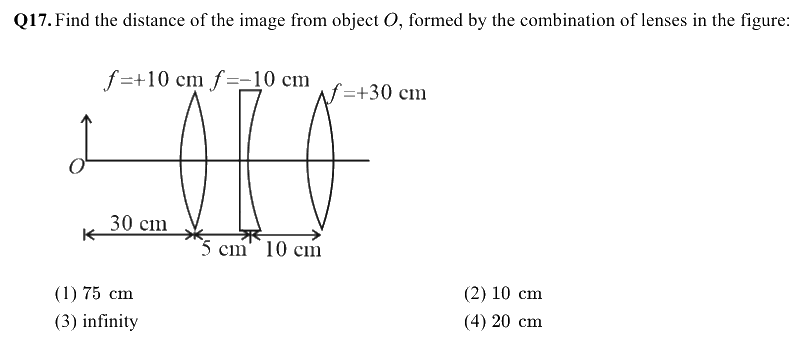 Q17. Find the distance of the image from object O, formed by the combination of lenses in the figure:
f=+10 cm f=−10 cm
f=+30 cm
O
30 cm
5 cm 10 cm
(1) 75 cm (2) 10 cm
(3) infinity (4) 20 cm